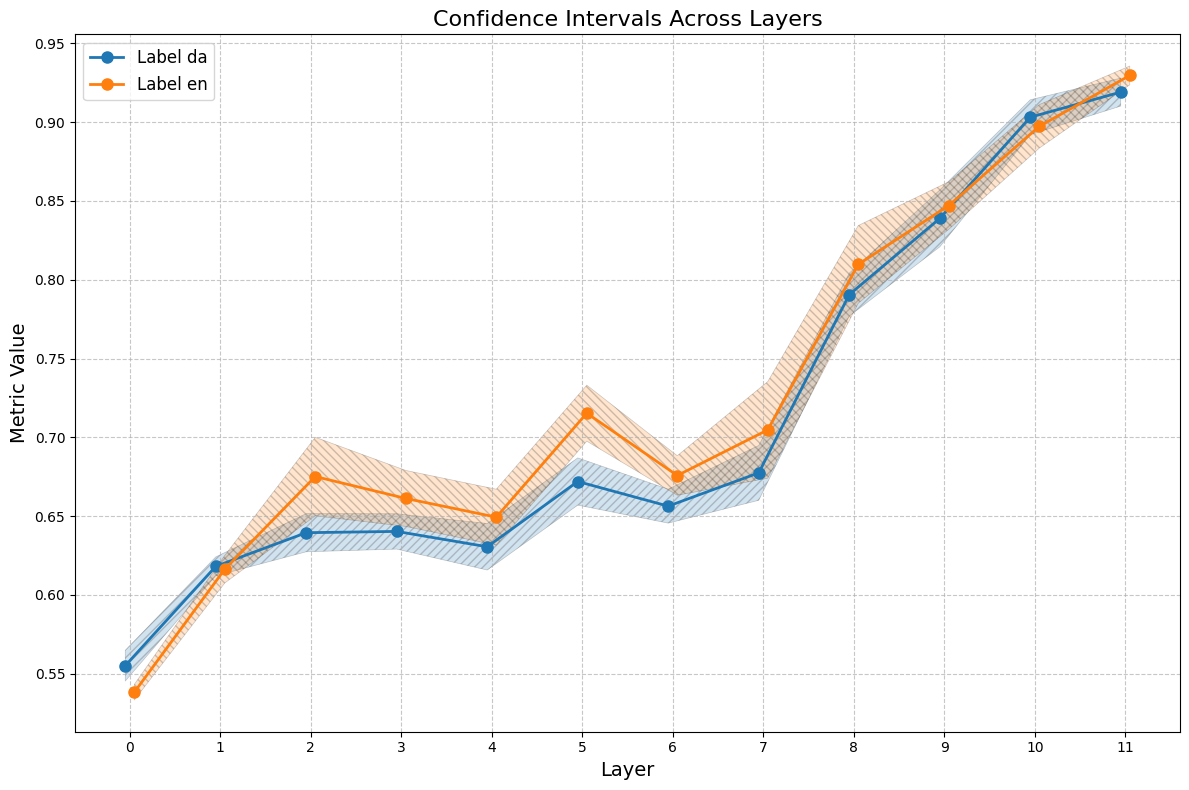 Confidence Intervals Across Layers
Label da
Label en
Metric Value
0.95
0.90
0.85
0.80
0.75
0.70
0.65
0.60
0.55
0 1 2 3 4 5 6 7 8 9 10 11
Layer